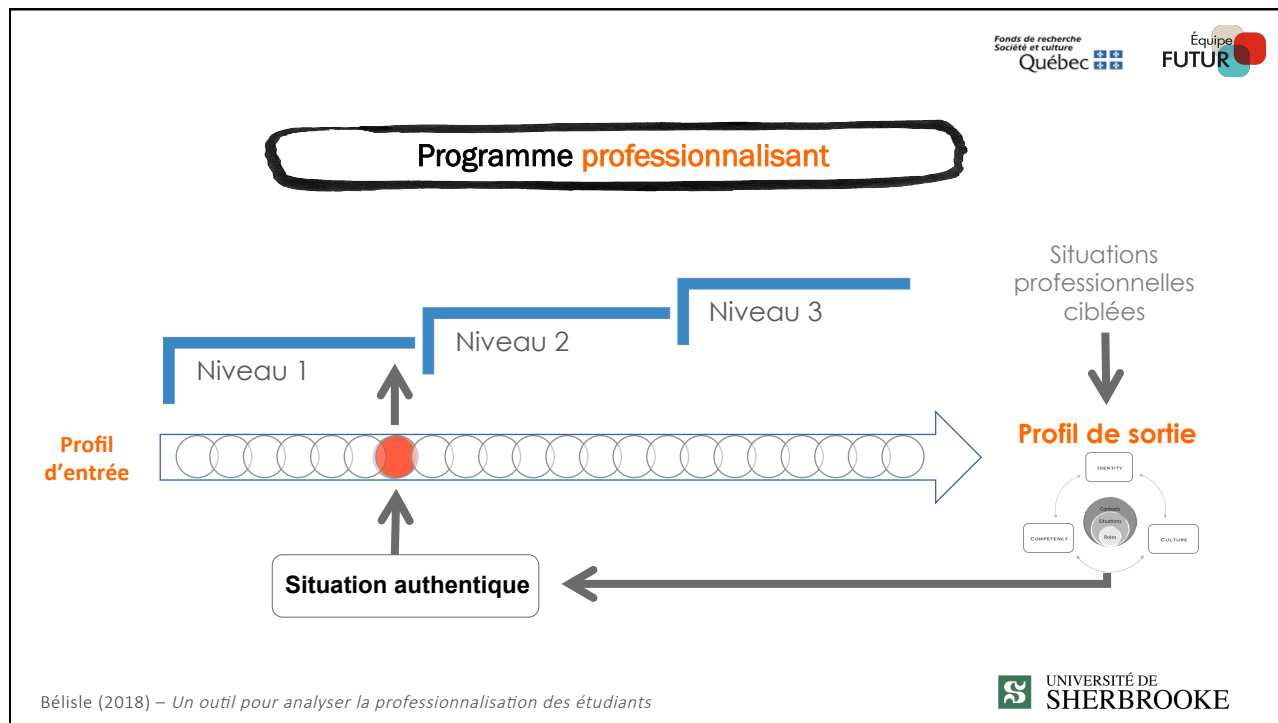 Fonds de recherche
Société et culture
Québec
Équipe
FUTUR
Programme professionnalisant
Situations
professionnelles
ciblées
Niveau 3
Niveau 2
Niveau 1
Profil
d'entrée
Profil de sortie
IDENTITY
Contexts
Situations
Roles
COMPETENCY
CULTURE
Situation authentique
Bélisle (2018) – Un outil pour analyser la professionnalisation des étudiants
UNIVERSITÉ DE
SHERBROOKE